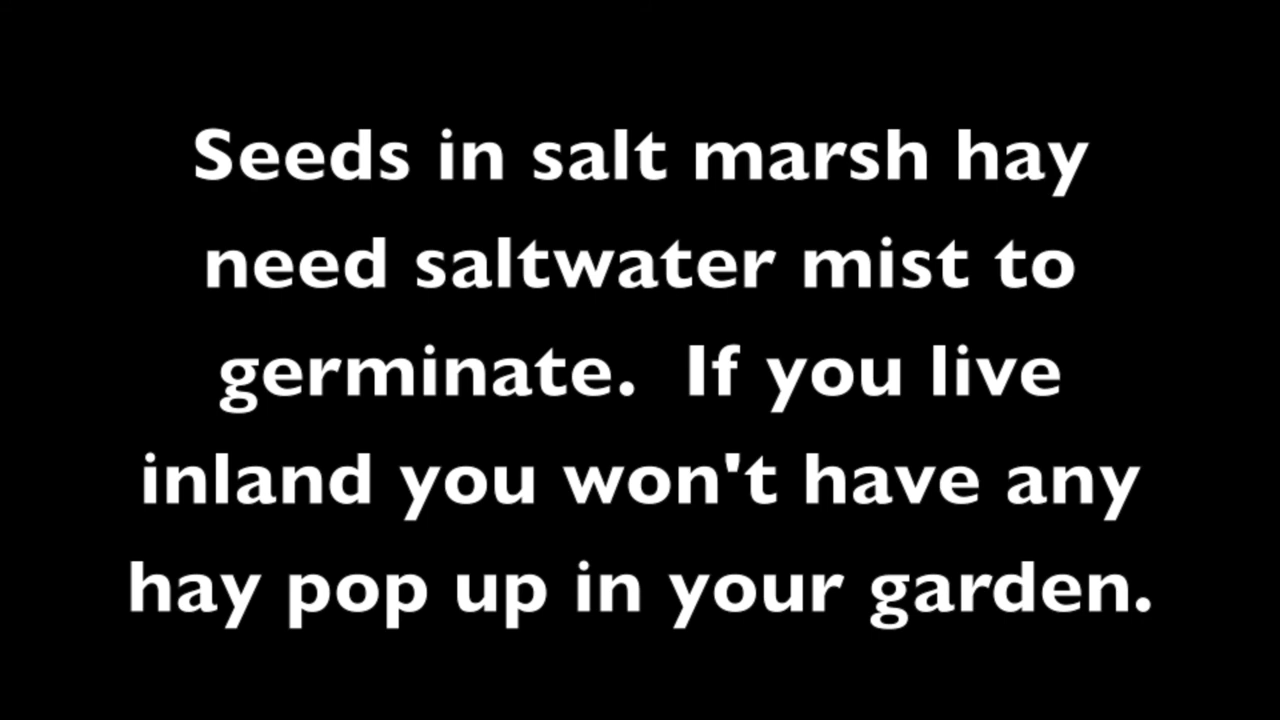 Seeds in salt marsh hay
need saltwater mist to
germinate.  If you live
inland you won't have any
hay pop up in your garden.